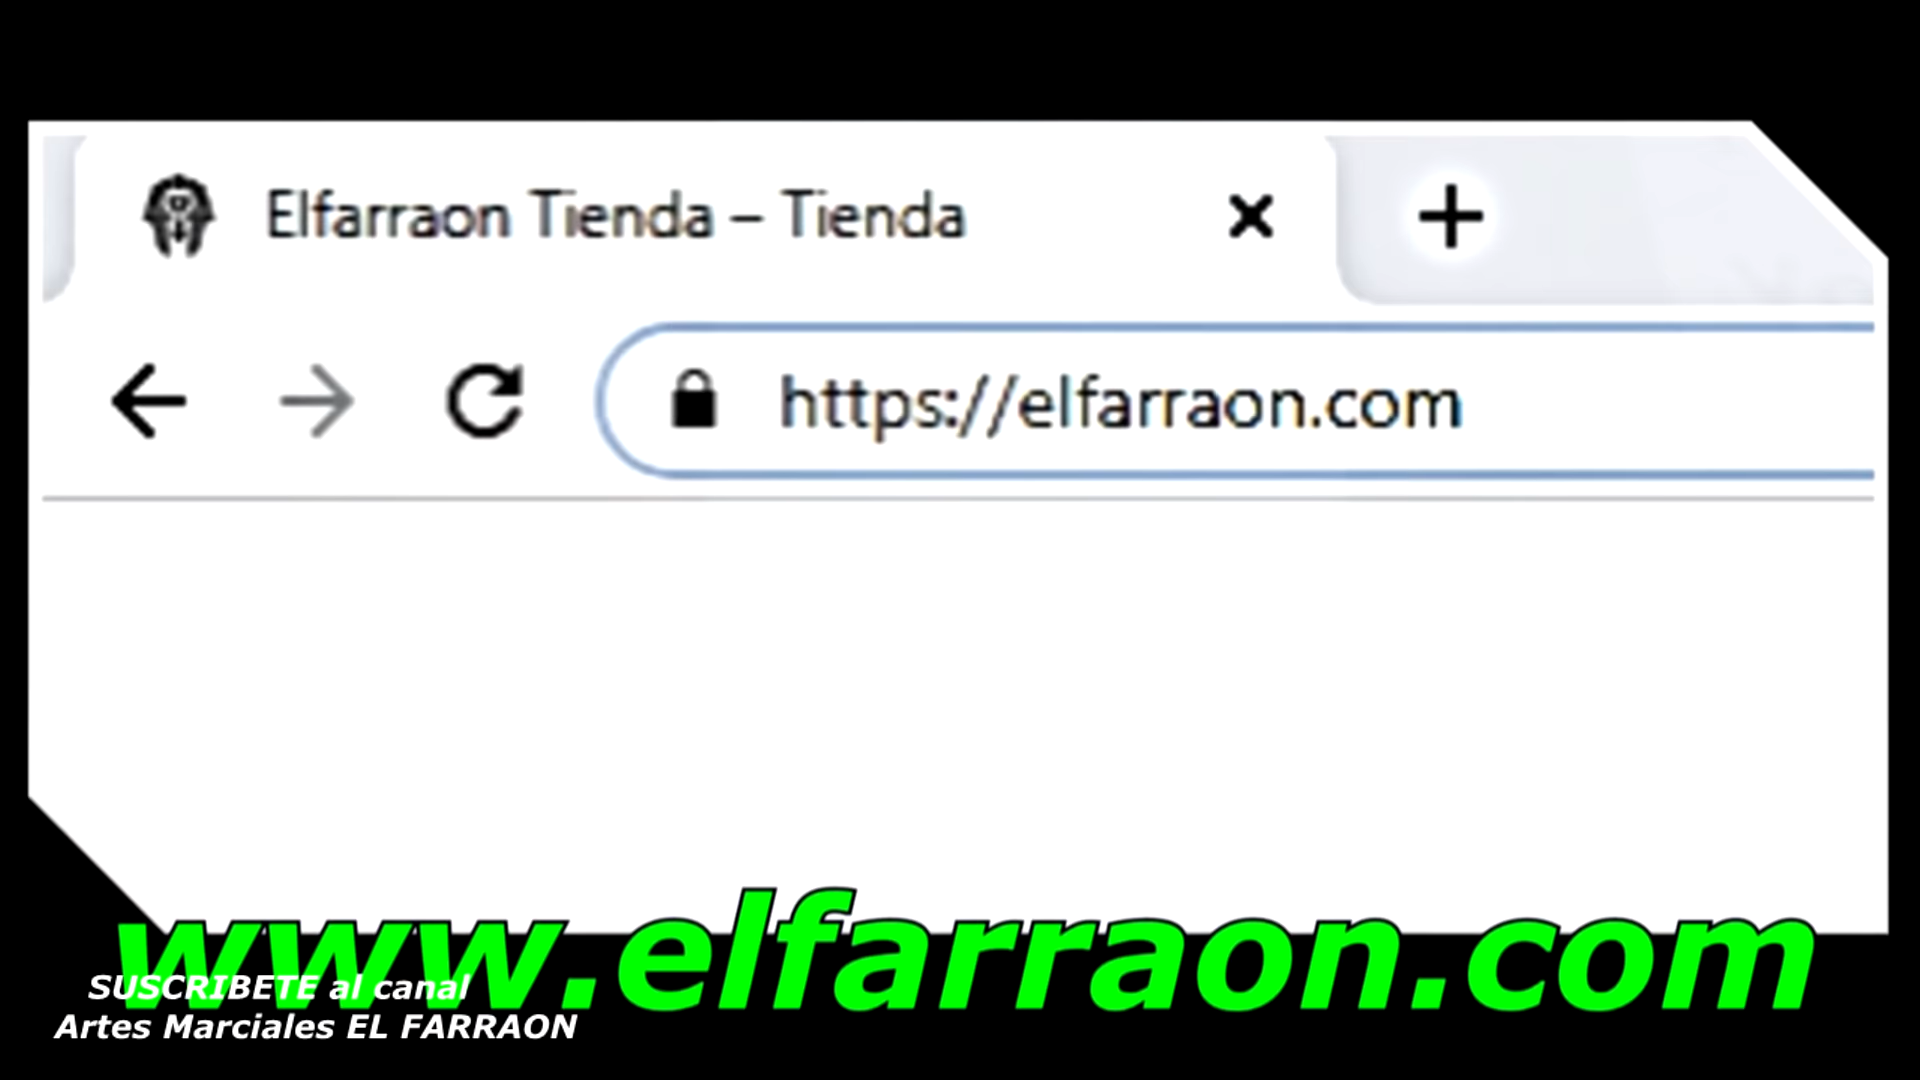 Elfarraon Tienda – Tienda
https://elfarraon.com
www.elfarraon.com
SUSCRIBETE al canal
Artes Marciales EL FARRAON